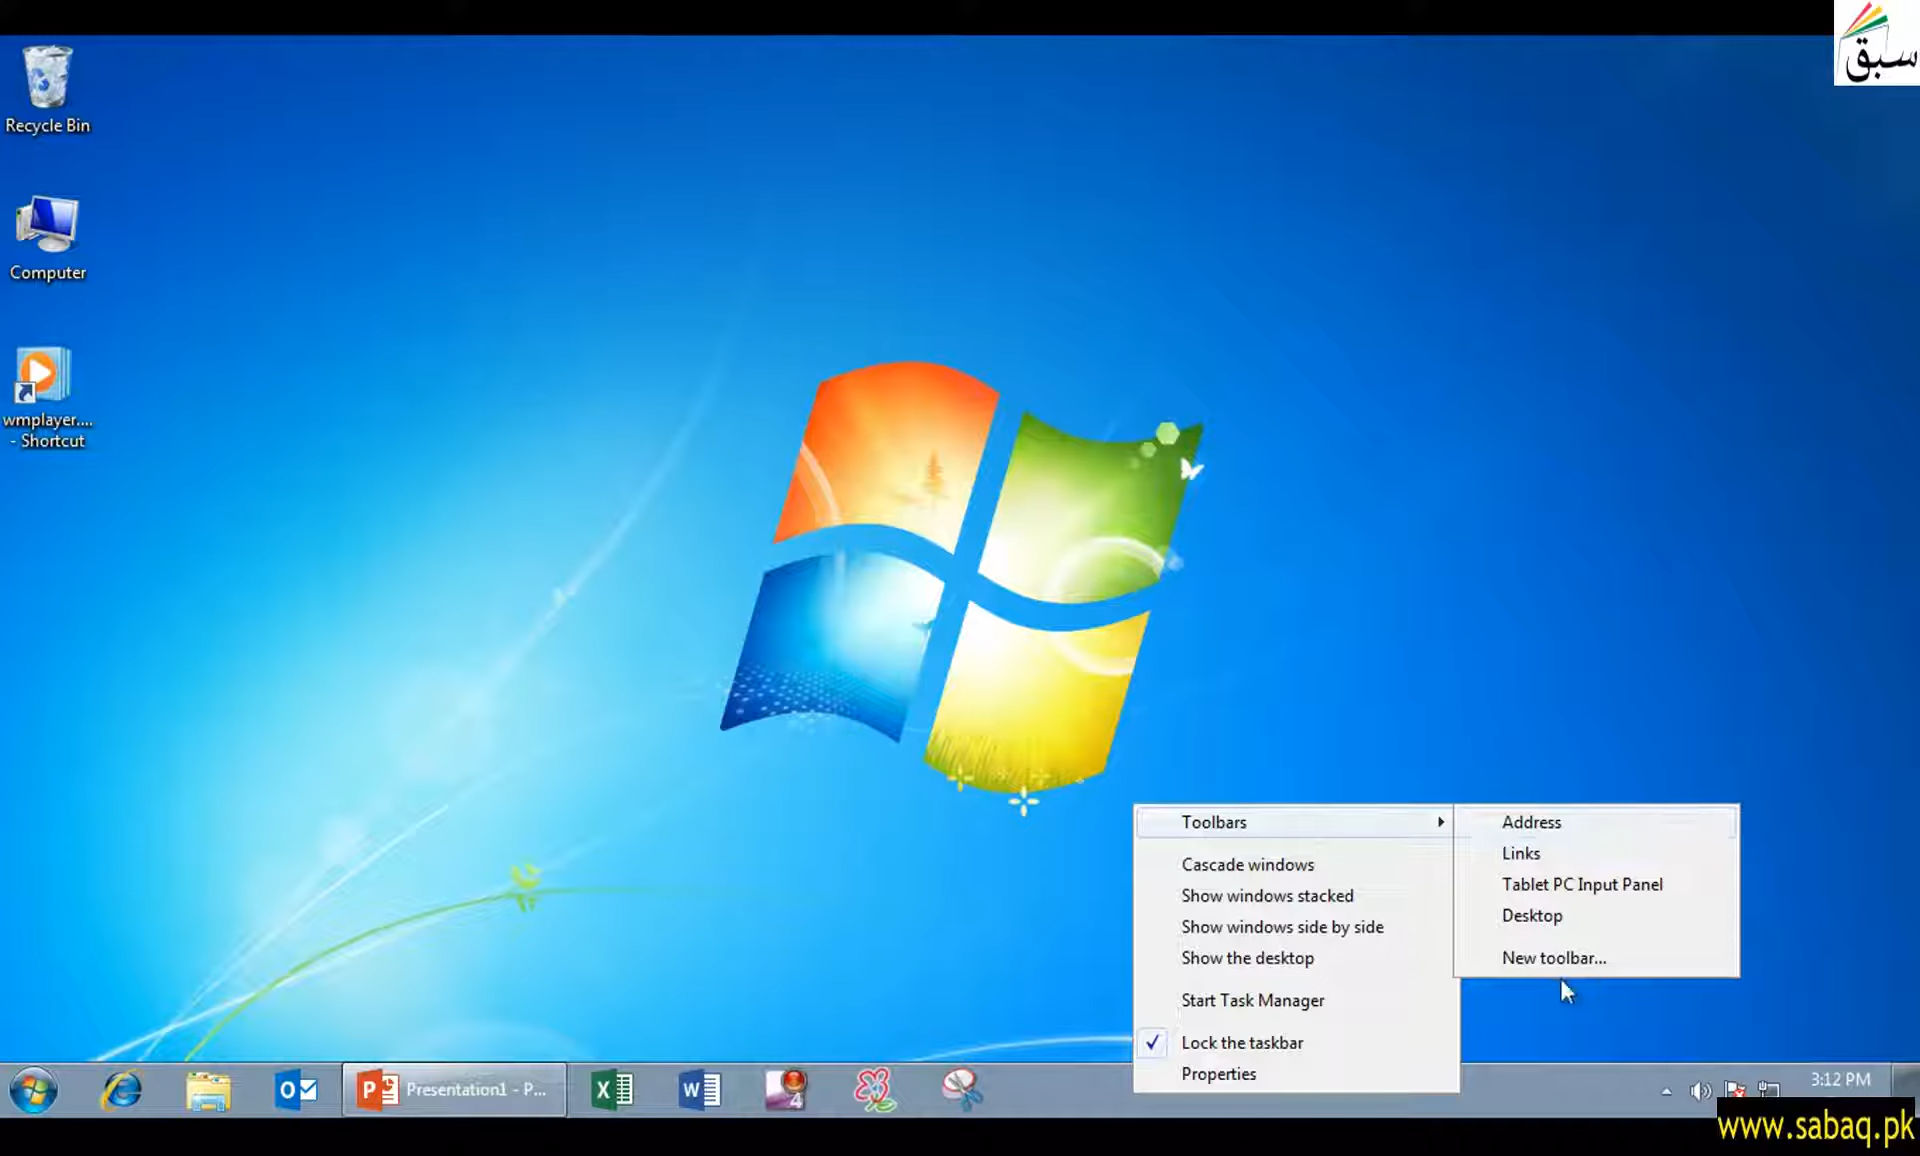 سبق
Recycle Bin
Computer
wmplayer....
- Shortcut
Toolbars
Cascade windows
Show windows stacked
Show windows side by side
Show the desktop
Start Task Manager
Lock the taskbar
Properties
Address
Links
Tablet PC Input Panel
Desktop
New toolbar...
Presentation1 - P...
3:12 PM
www.sabaq.pk